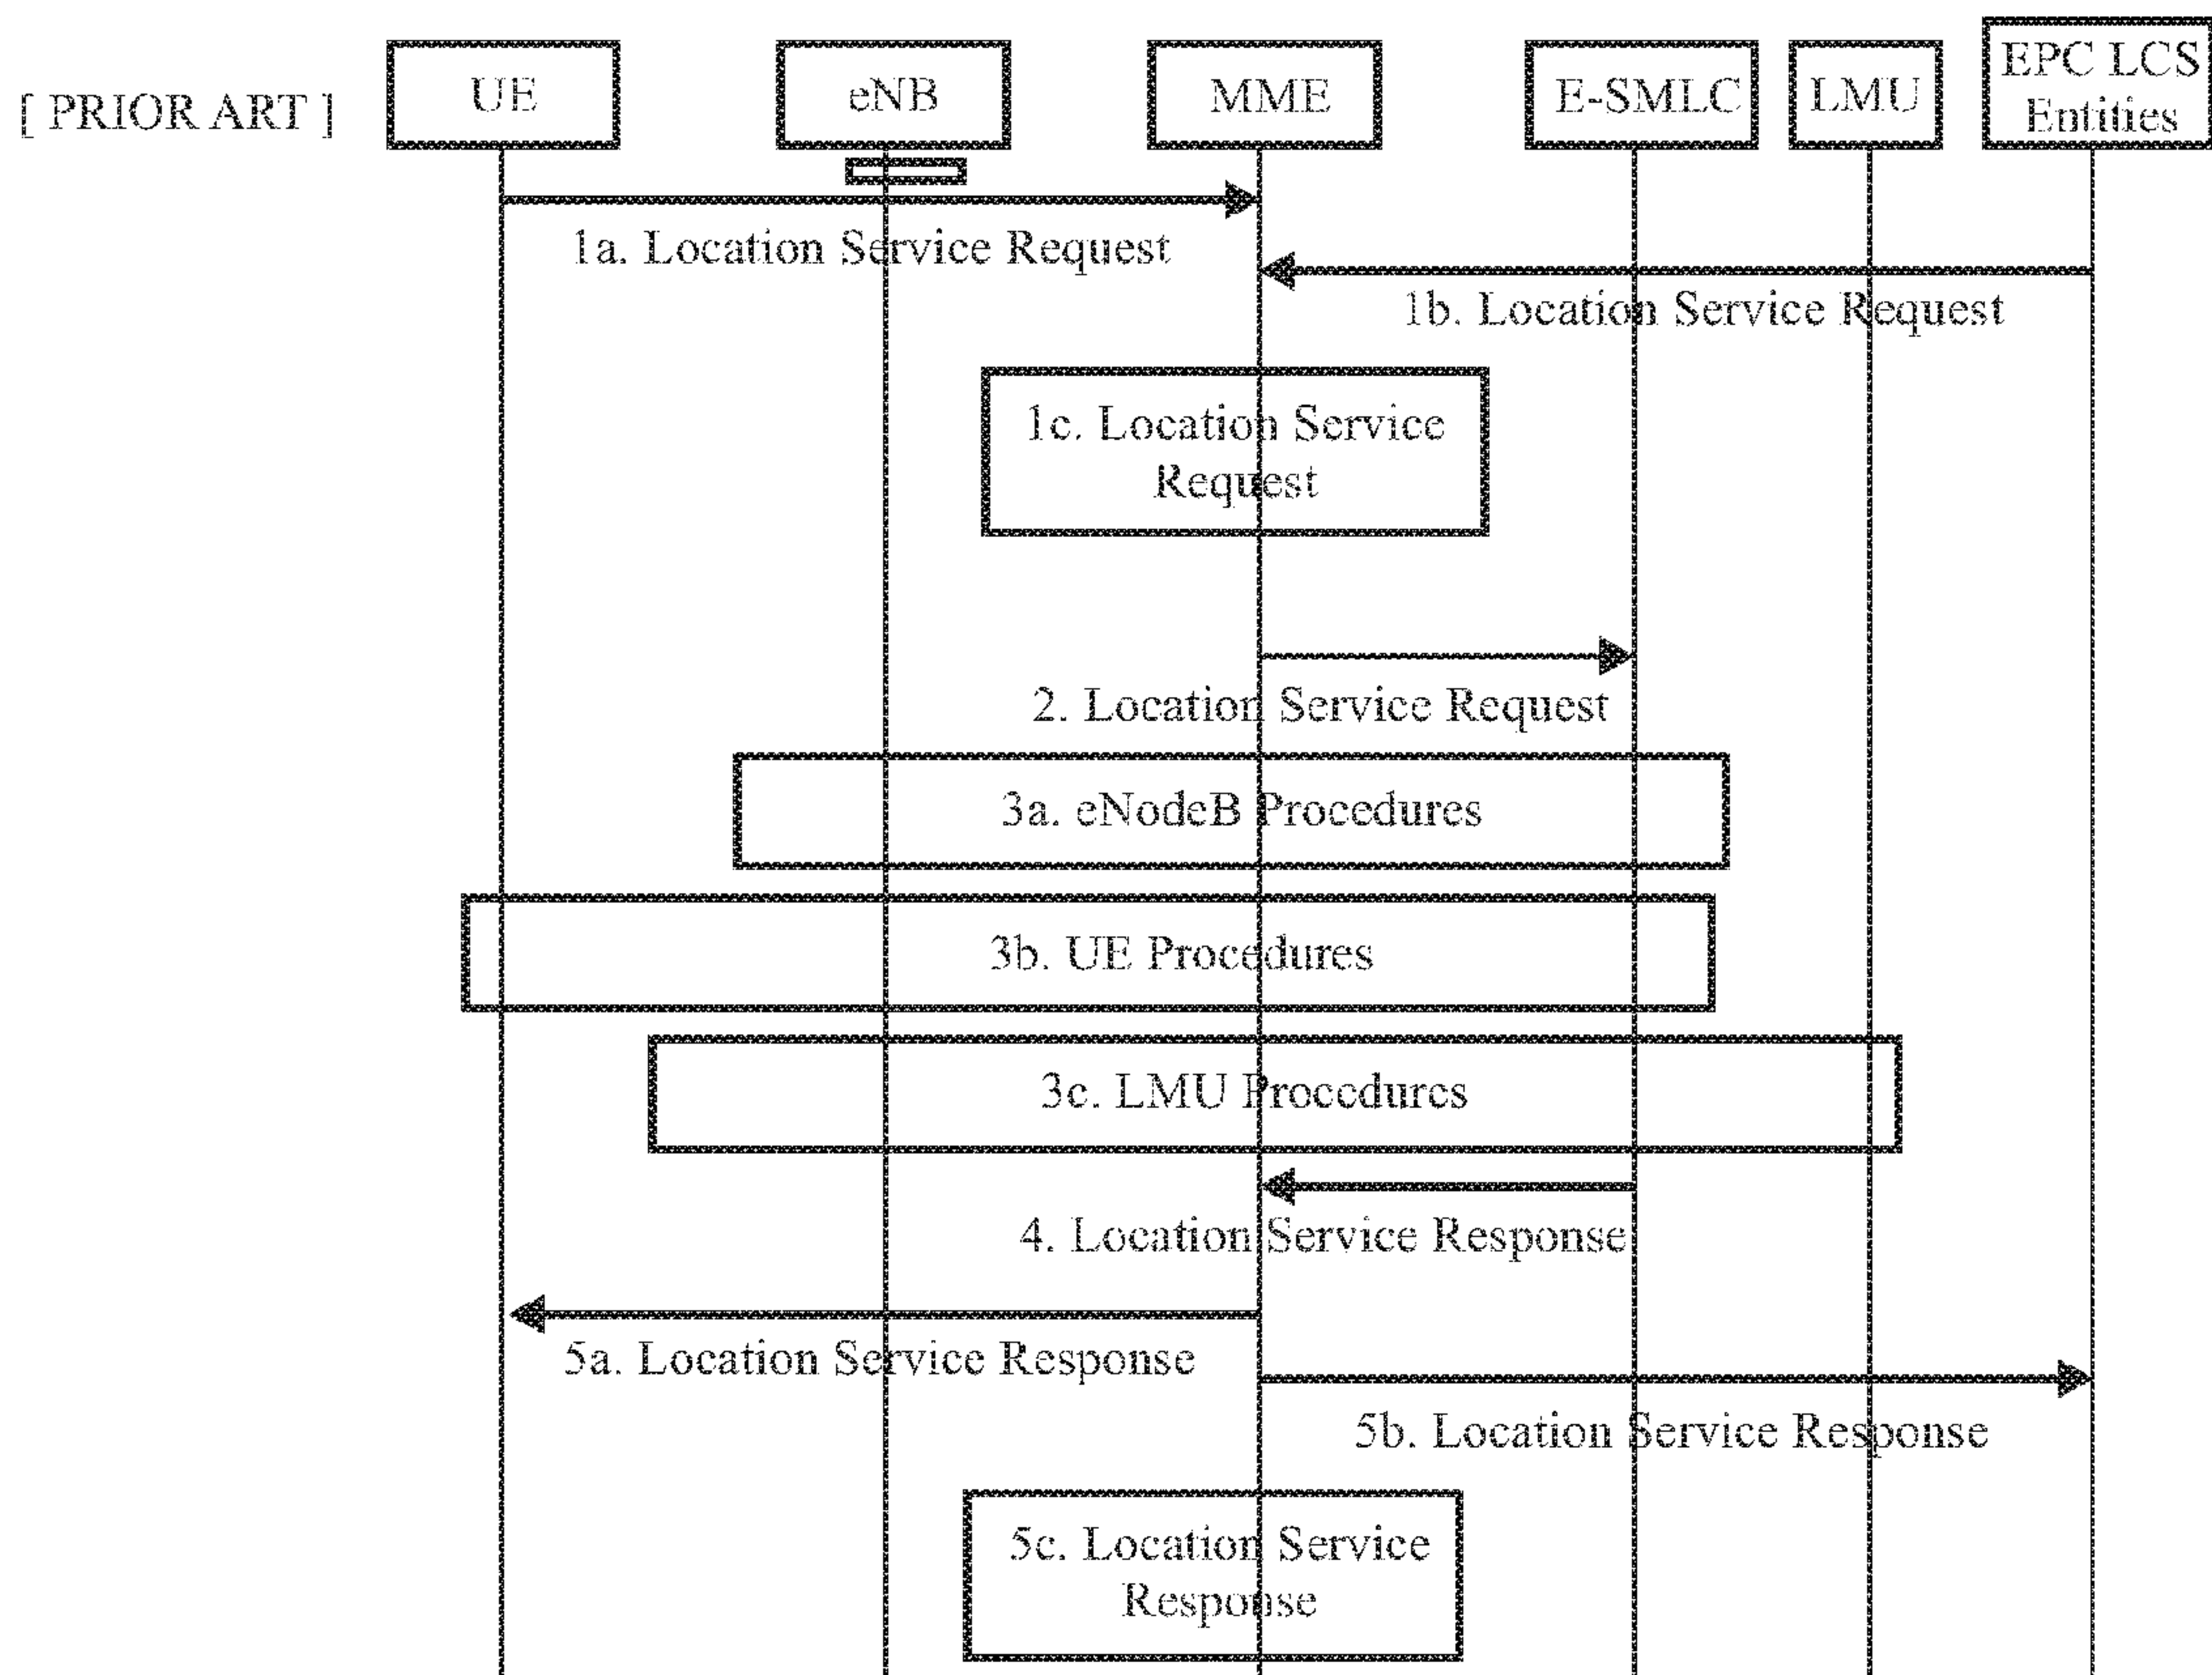 [ PRIOR ART ]
UE
eNB
MME
E-SMLC
LMU
EPC LCS
Entities
1a. Location Service Request
1b. Location Service Request
1c. Location Service
Request
2. Location Service Request
3a. eNodeB Procedures
3b. UE Procedures
3c. LMU Procedures
4. Location Service Response
5a. Location Service Response
5b. Location Service Response
5c. Location Service
Response